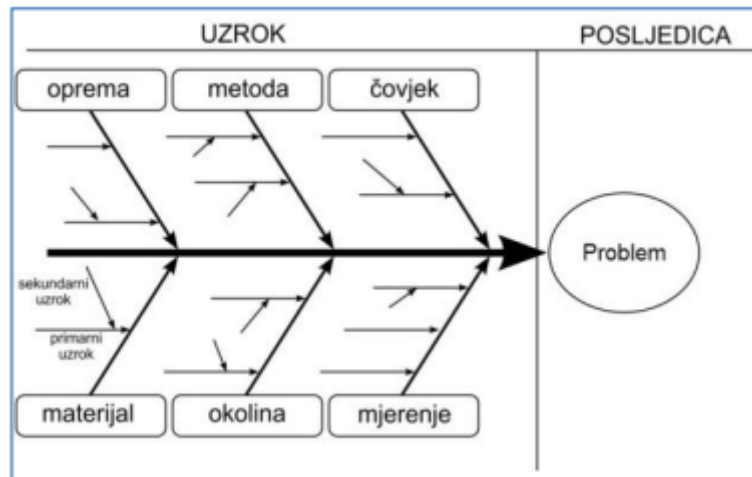 UZROK
POSLJEDICA
oprema
metoda
čovjek
Problem
sekundarni
uzrok
primarni
uzrok
materijal
okolina
mjerenje